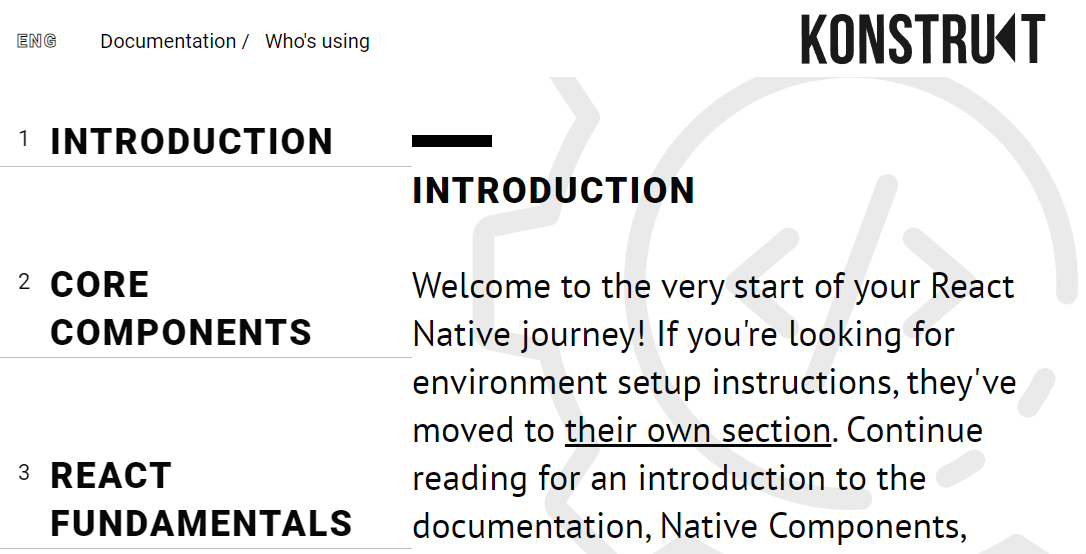 ENG
Documentation / Who's using
KONSTRUKT
1 INTRODUCTION
2 CORE
COMPONENTS
3 REACT
FUNDAMENTALS
INTRODUCTION
Welcome to the very start of your React
Native journey! If you're looking for
environment setup instructions, they've
moved to their own section. Continue
reading for an introduction to the
documentation, Native Components,